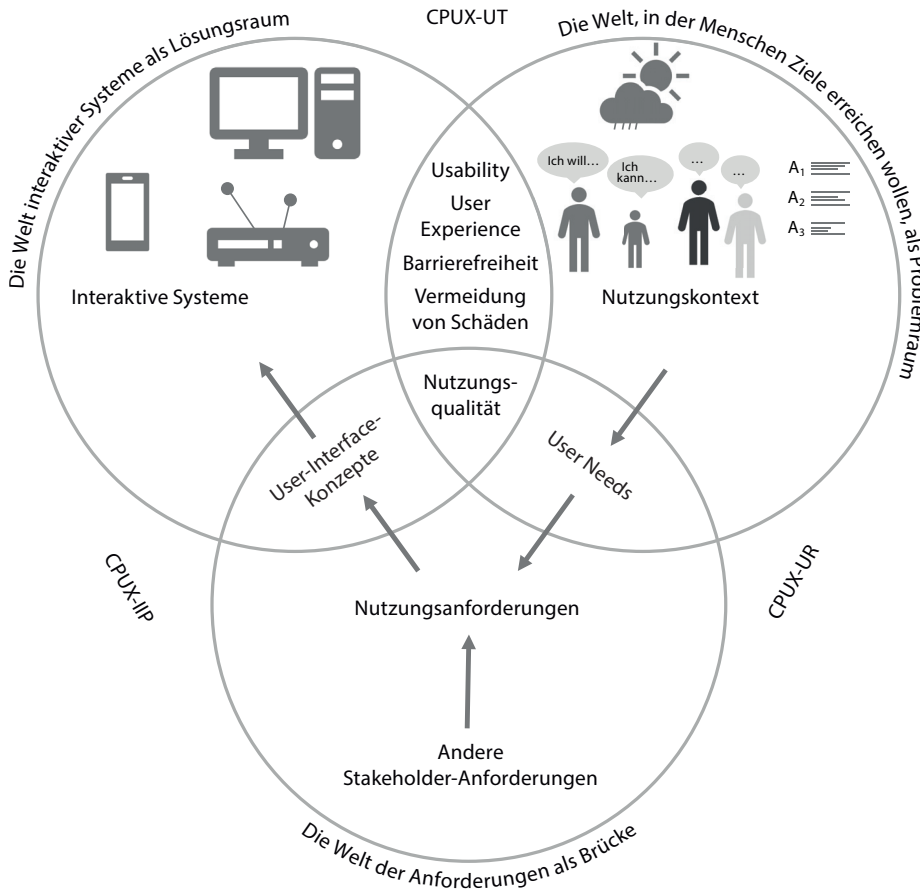 CPUX-UT
Die Welt interaktiver Systeme als Lösungsraum
Die Welt, in der Menschen Ziele erreichen wollen, als Problemraum
Usability
User
Experience
Barrierefreiheit
Vermeidung
von Schäden
Ich will…
Ich
kann…
…
…
A1
A2
A3
Interaktive Systeme
Nutzungskontext
Nutzungs-
qualität
User-Interface-
Konzepte
User Needs
CPUX-IIP
CPUX-UR
Nutzungsanforderungen
Andere
Stakeholder-Anforderungen
Die Welt der Anforderungen als Brücke